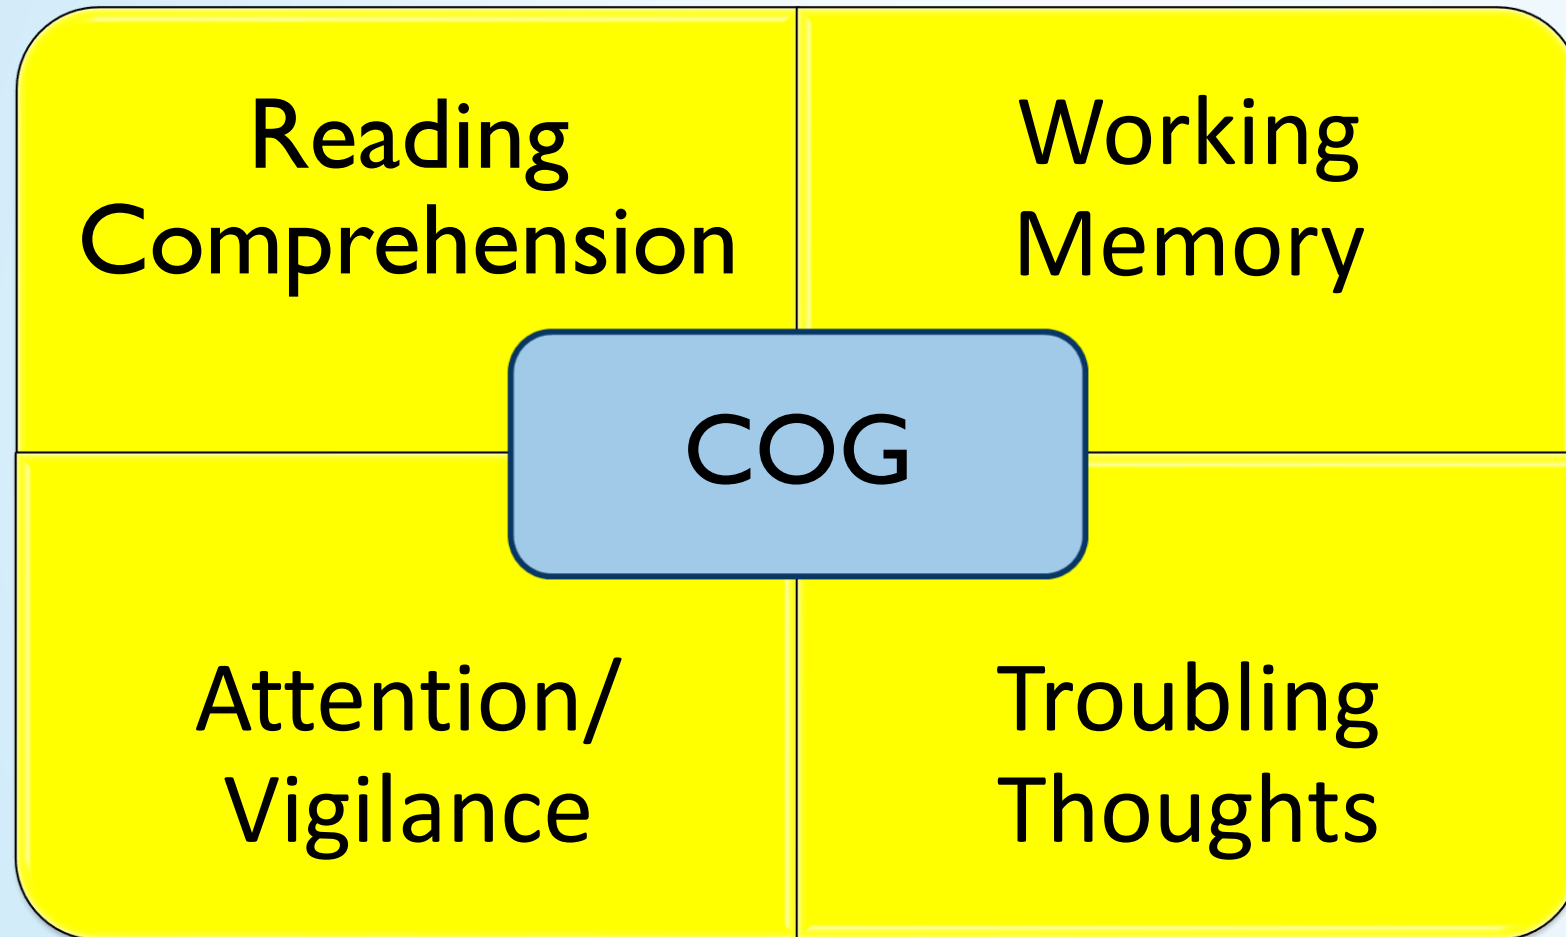 Reading
Comprehension
Working
Memory
COG
Attention/
Vigilance
Troubling
Thoughts